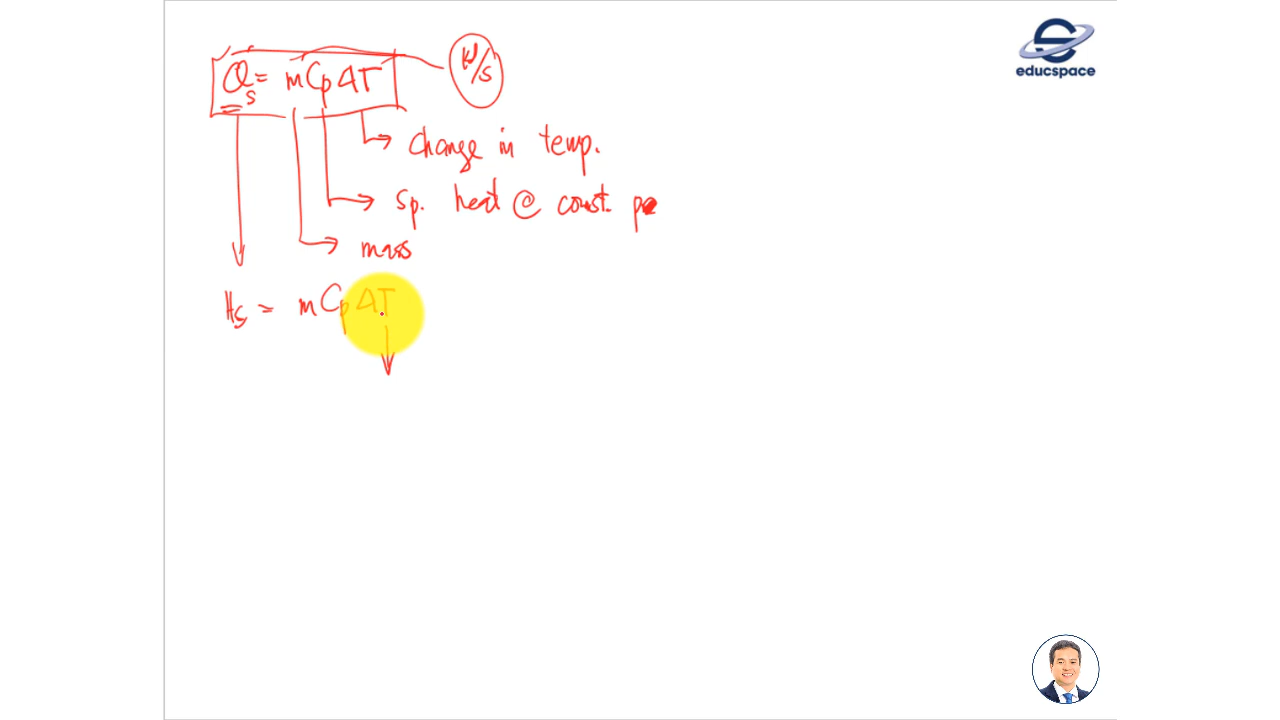 Qs = mCpΔT
kJ/s
educspace
change in temp.
sp. heat @ const. p
mass
Hs = mCpΔT